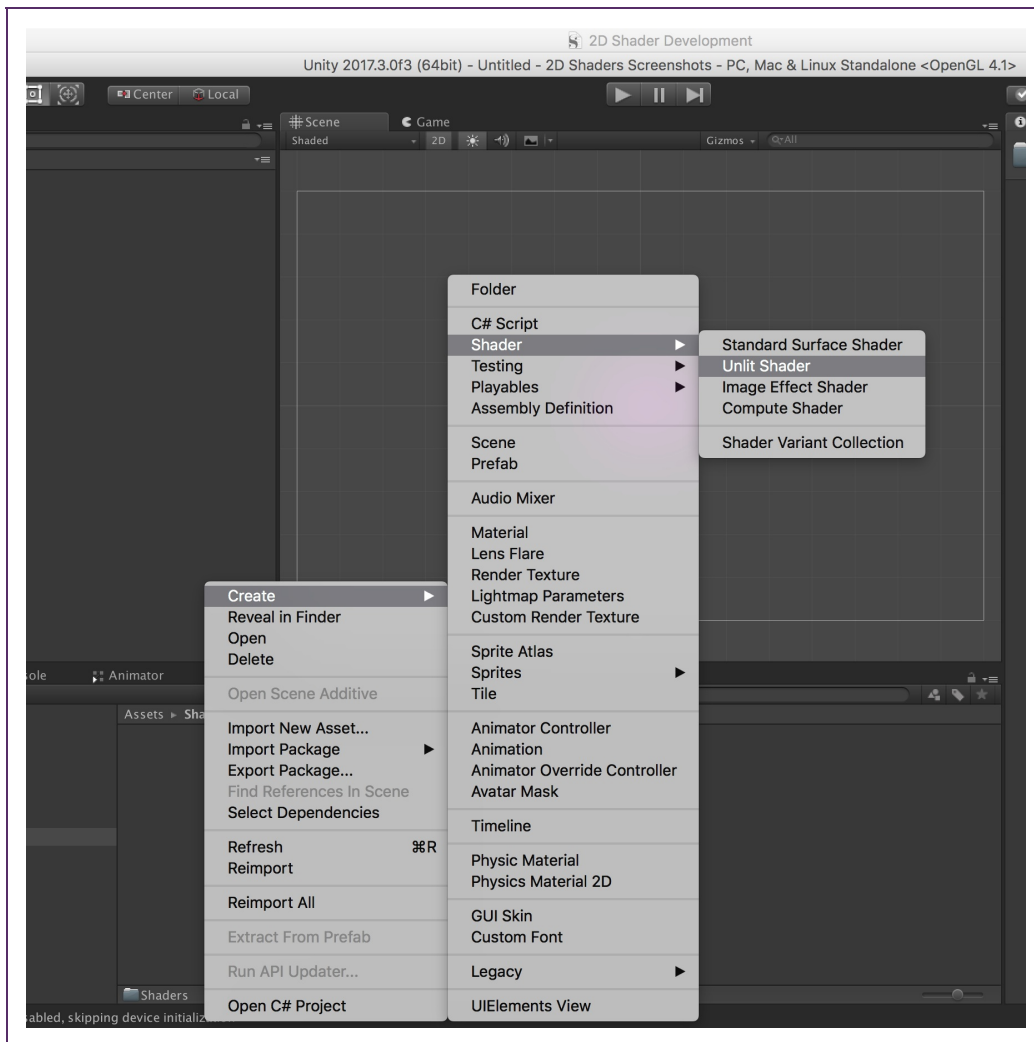 2D Shader Development
Unity 2017.3.0f3 (64bit) - Untitled - 2D Shaders Screenshots - PC, Mac & Linux Standalone <OpenGL 4.1>
Center Local
Scene Game
Shaded 2D Gizmos All
Folder
C# Script
Shader
Testing
Playables
Assembly Definition
Scene
Prefab
Audio Mixer
Material
Lens Flare
Render Texture
Lightmap Parameters
Custom Render Texture
Sprite Atlas
Sprites
Tile
Animator Controller
Animation
Animator Override Controller
Avatar Mask
Timeline
Physic Material
Physics Material 2D
GUI Skin
Custom Font
Legacy
UIElements View
Standard Surface Shader
Unlit Shader
Image Effect Shader
Compute Shader
Shader Variant Collection
Create
Reveal in Finder
Open
Delete
Open Scene Additive
Import New Asset...
Import Package
Export Package...
Find References In Scene
Select Dependencies
Refresh ⌘R
Reimport
Reimport All
Extract From Prefab
Run API Updater...
Open C# Project
Animator
Assets
Shaders
skipping device